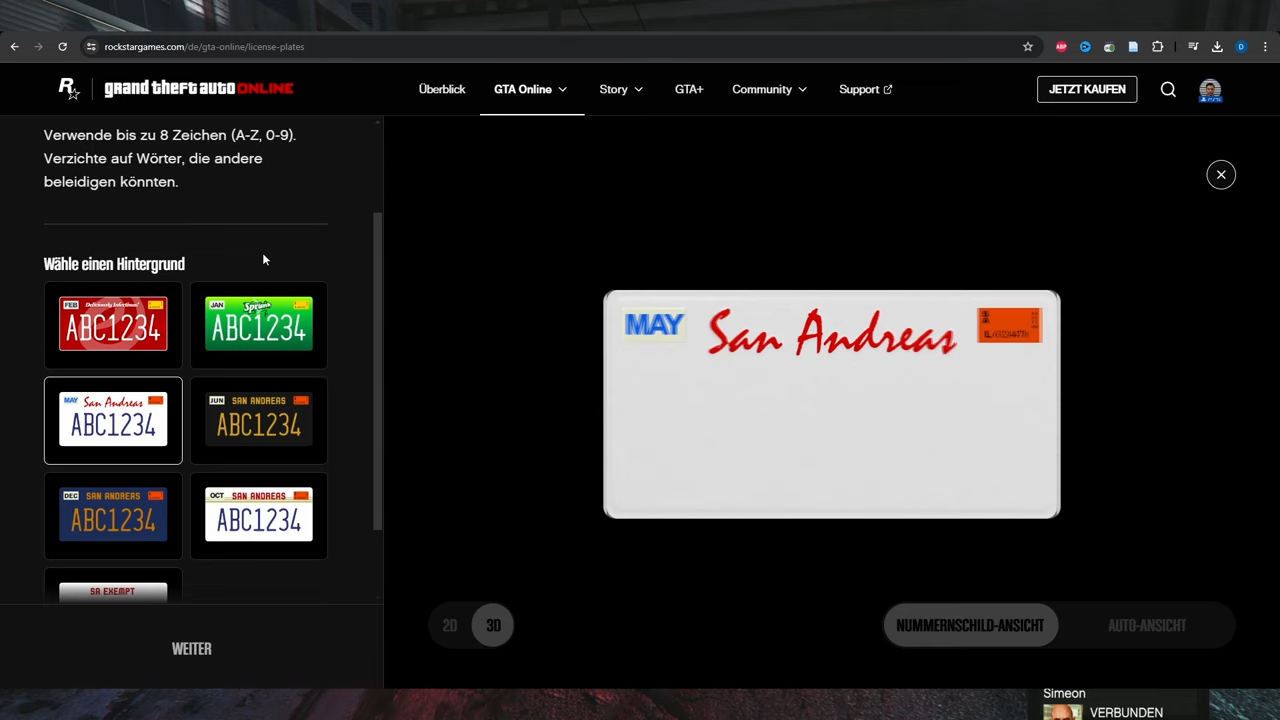 rockstargames.com/de/gta-online/license-plates
grand theft auto ONLINE
Überblick
GTA Online
Story
GTA+
Community
Support
JETZT KAUFEN
Verwende bis zu 8 Zeichen (A-Z, 0-9).
Verzichte auf Wörter, die andere
beleidigen könnten.
Wähle einen Hintergrund
FEB
Deliciously Infectious!
ABC1234
JAN
Sprunk
ABC1234
MAY
San Andreas
ABC1234
JUN
SAN ANDREAS
ABC1234
DEC
SAN ANDREAS
ABC1234
OCT
SAN ANDREAS
ABC1234
SA EXEMPT
WEITER
MAY
San Andreas
2D
3D
NUMMERNSCHILD-ANSICHT
AUTO-ANSICHT
Simeon
VERBUNDEN